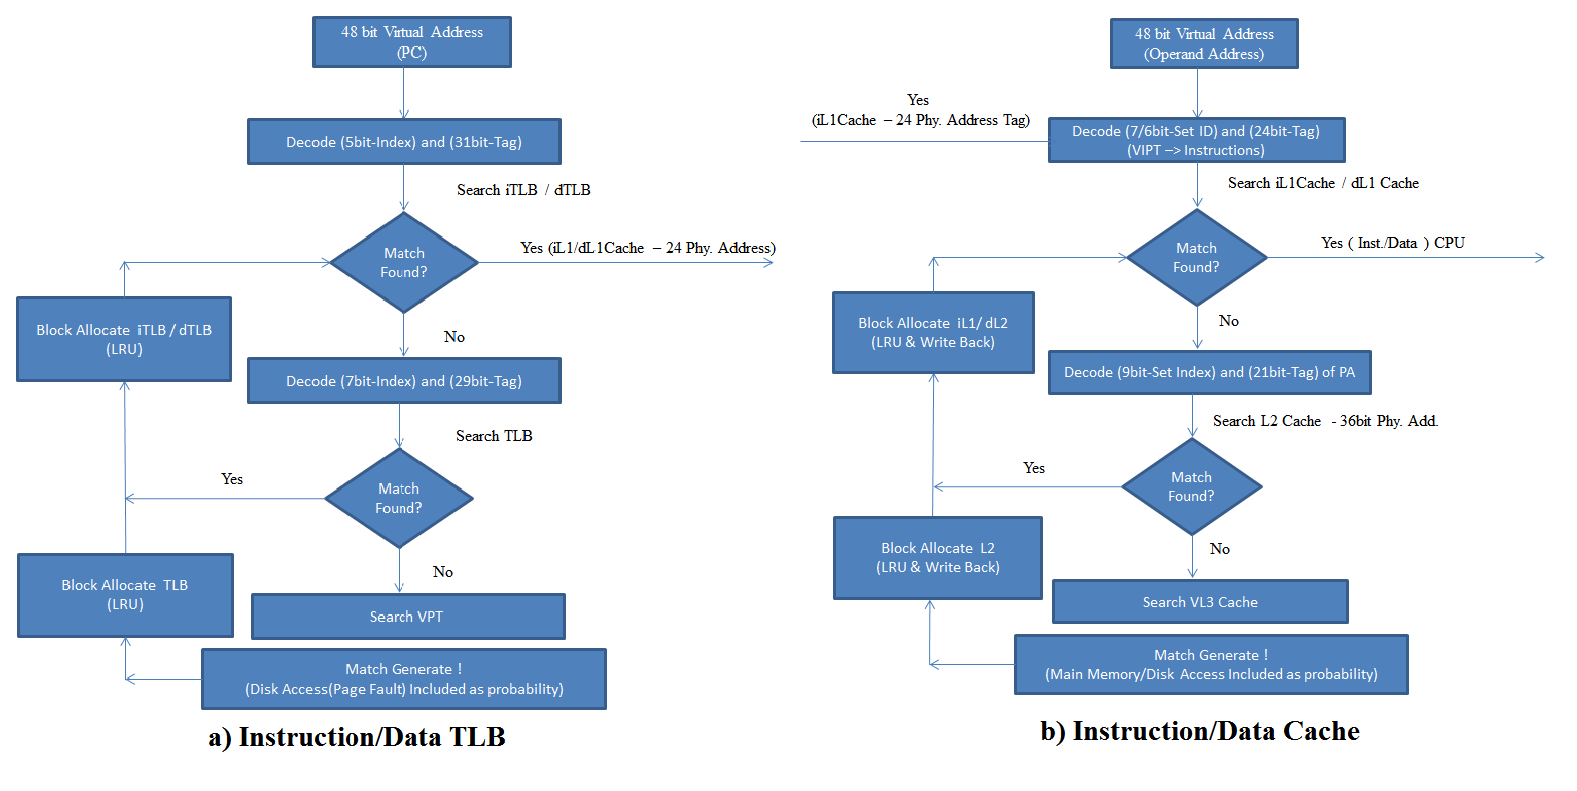 48 bit Virtual Address
(PC)
Decode (5bit-Index) and (31bit-Tag)
Search iTLB / dTLB
Match
Found?
Yes (iL1/dL1Cache – 24 Phy. Address)
Block Allocate iTLB / dTLB
(LRU)
No
Decode (7bit-Index) and (29bit-Tag)
Search TLB
Match
Found?
Yes
Block Allocate TLB
(LRU)
No
Search VPT
Match Generate !
(Disk Access(Page Fault) Included as probability)
a) Instruction/Data TLB
48 bit Virtual Address
(Operand Address)
Yes
(iL1Cache – 24 Phy. Address Tag)
Decode (7/6bit-Set ID) and (24bit-Tag)
(VIPT –> Instructions)
Search iL1Cache / dL1 Cache
Match
Found?
Yes ( Inst./Data ) CPU
Block Allocate iL1/ dL2
(LRU & Write Back)
No
Decode (9bit-Set Index) and (21bit-Tag) of PA
Search L2 Cache - 36bit Phy. Add.
Match
Found?
Yes
Block Allocate L2
(LRU & Write Back)
No
Search VL3 Cache
Match Generate !
(Main Memory/Disk Access Included as probability)
b) Instruction/Data Cache